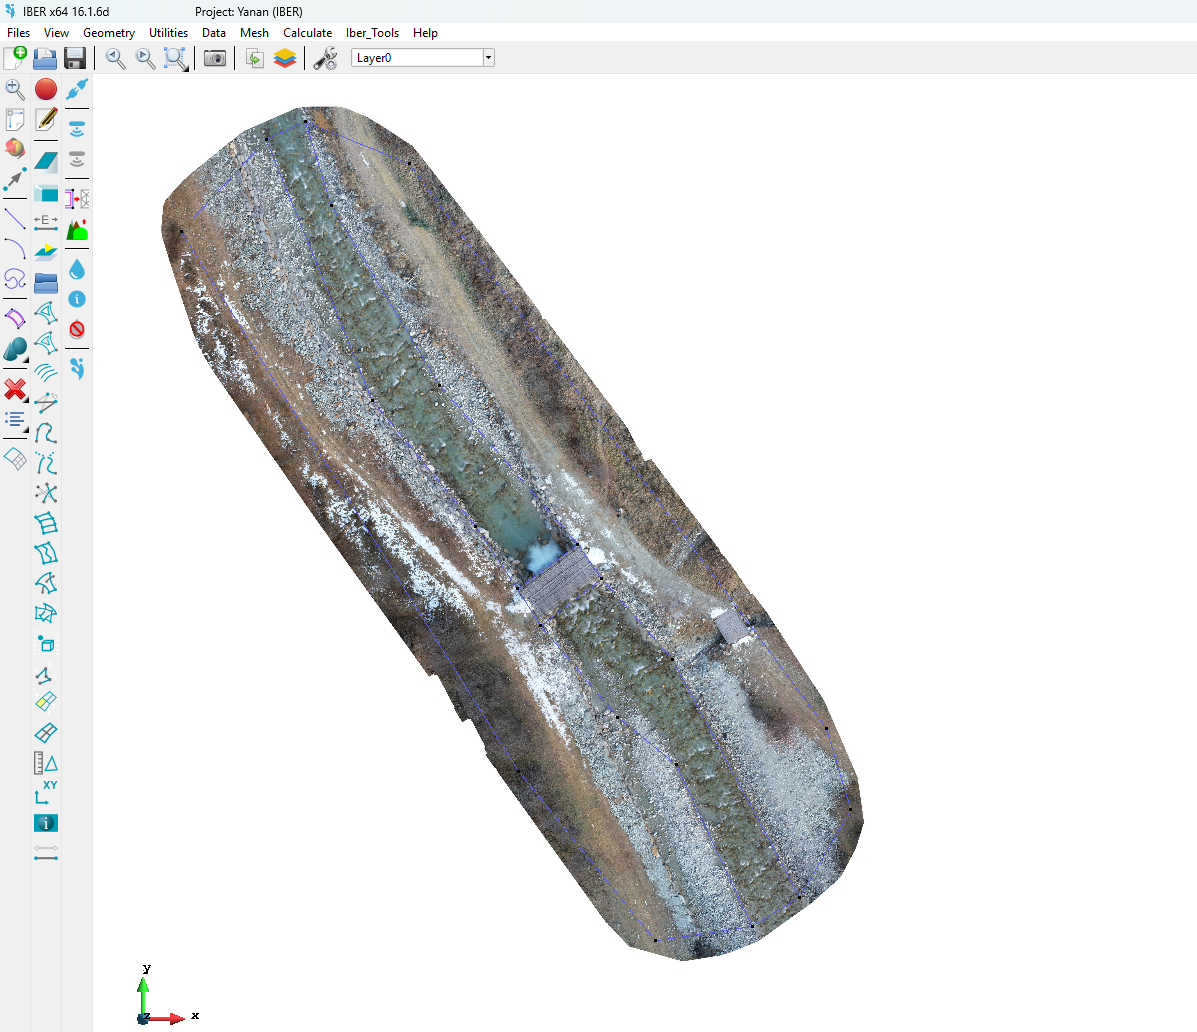 IBER x64 16.1.6d Project: Yanan (IBER)
Files View Geometry Utilities Data Mesh Calculate Iber_Tools Help
Layer0
E
XY
y
z
x